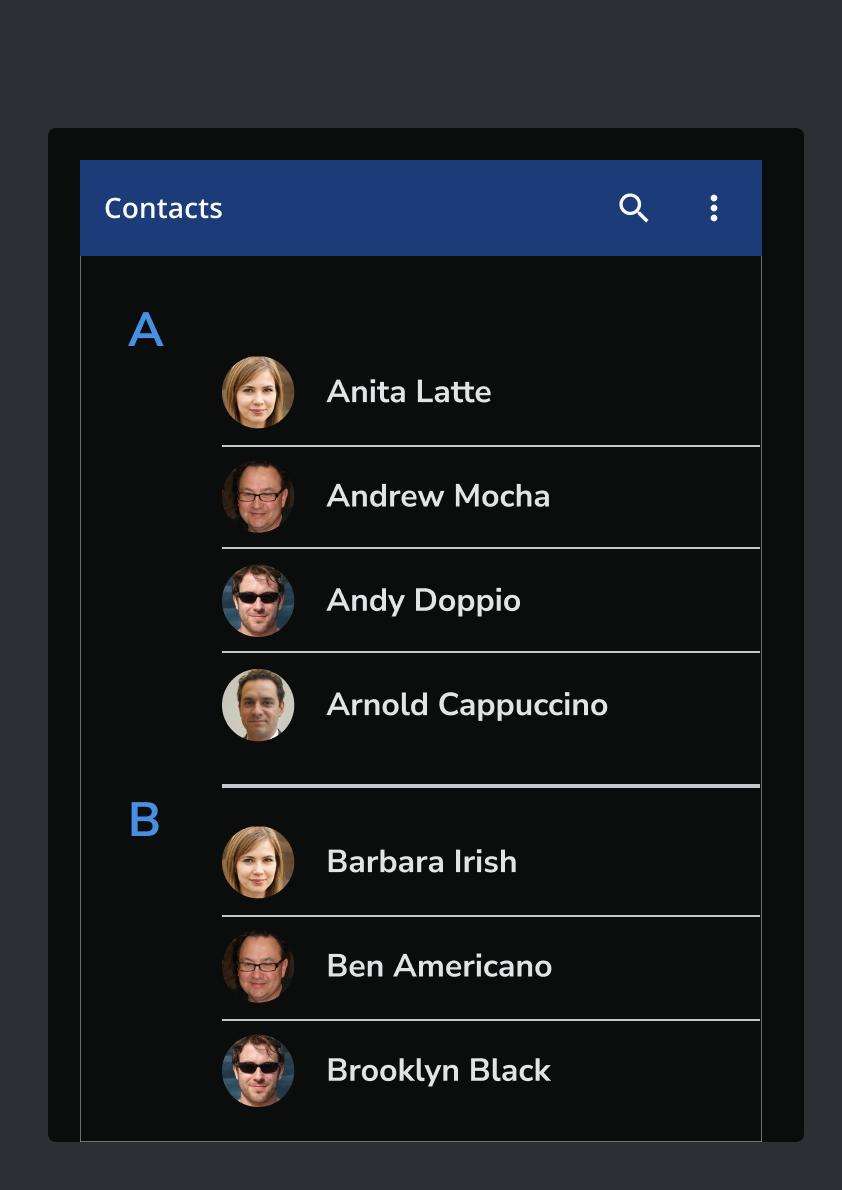 Contacts
A
Anita Latte
Andrew Mocha
Andy Doppio
Arnold Cappuccino
B
Barbara Irish
Ben Americano
Brooklyn Black